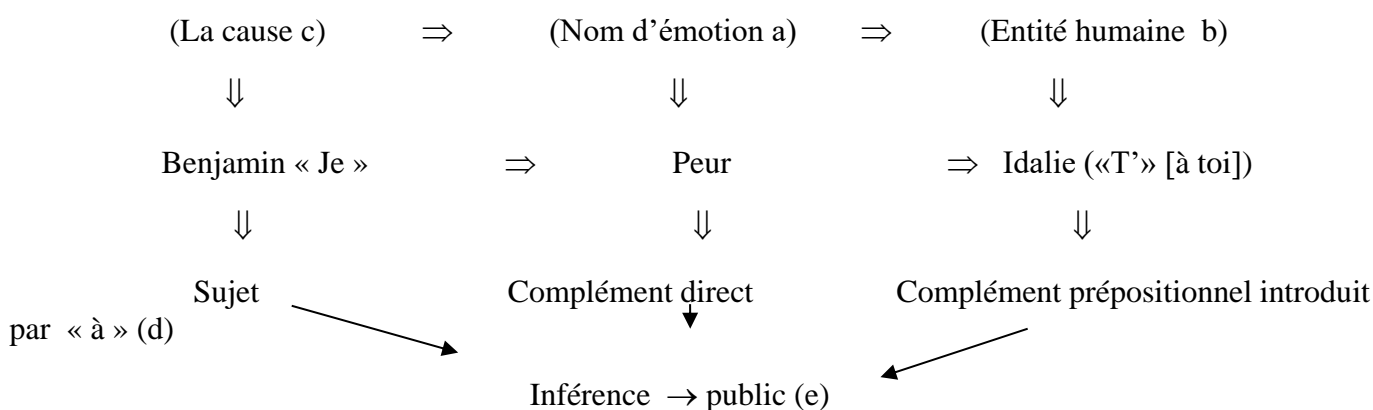 (La cause c) ⇒ (Nom d’émotion a) ⇒ (Entité humaine b)
⇓ ⇓ ⇓
Benjamin « Je » ⇒ Peur ⇒ Idalie («T’» [à toi])
⇓ ⇓ ⇓
Sujet Complément direct Complément prépositionnel introduit
par « à » (d)
Inférence → public (e)